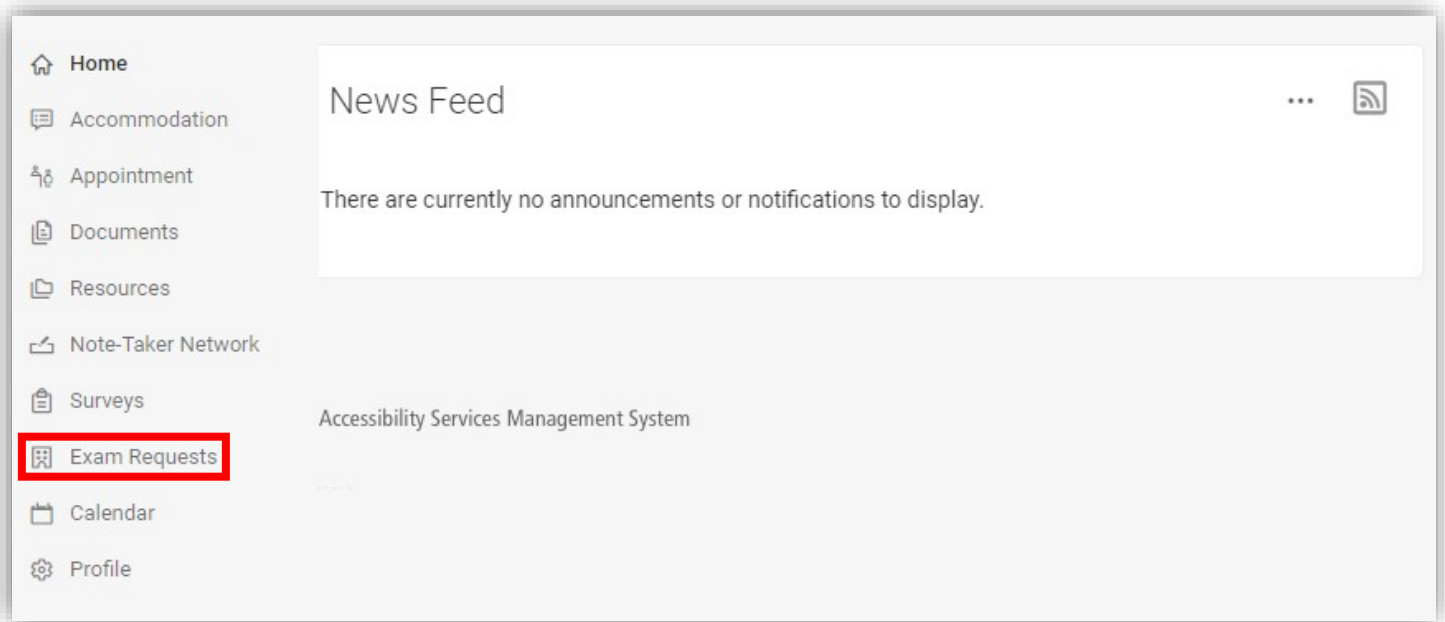 Home
Accommodation
Appointment
Documents
Resources
Note-Taker Network
Surveys
Exam Requests
Calendar
Profile
News Feed
...
There are currently no announcements or notifications to display.
Accessibility Services Management System